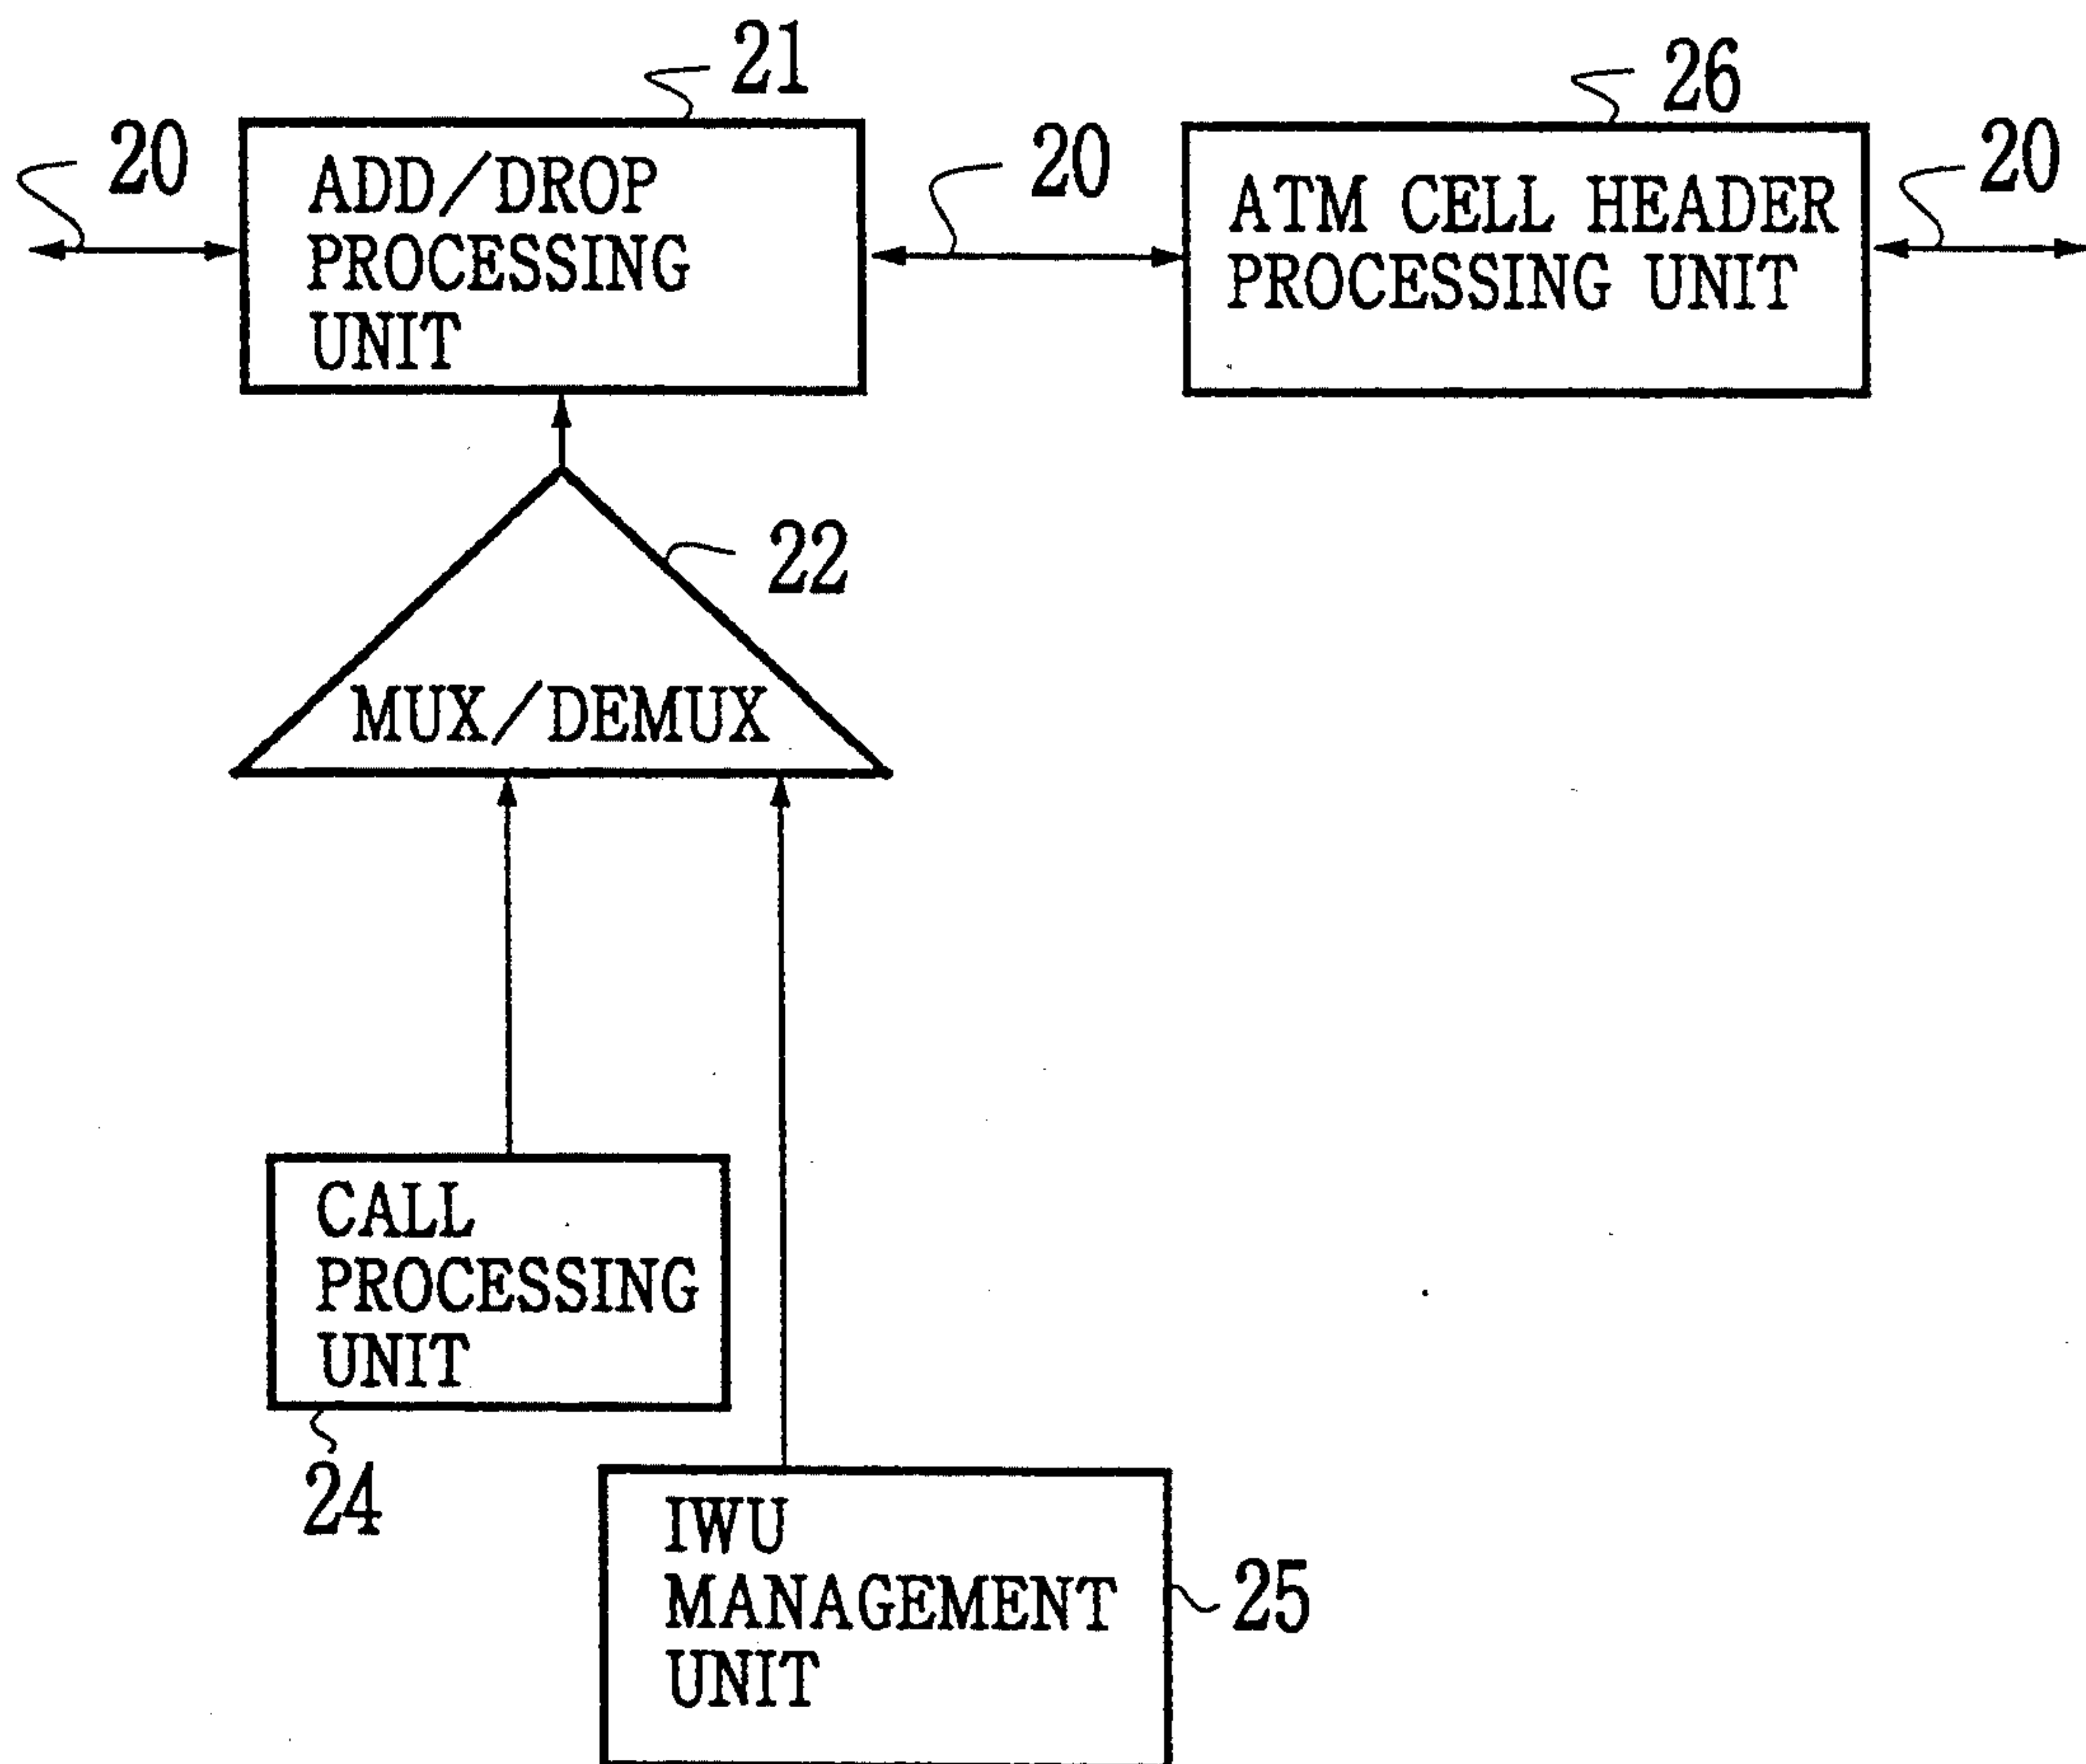 21
26
20
20
20
ADD/DROP
PROCESSING
UNIT
ATM CELL HEADER
PROCESSING UNIT
22
MUX/DEMUX
CALL
PROCESSING
UNIT
24
IWU
MANAGEMENT
UNIT
25